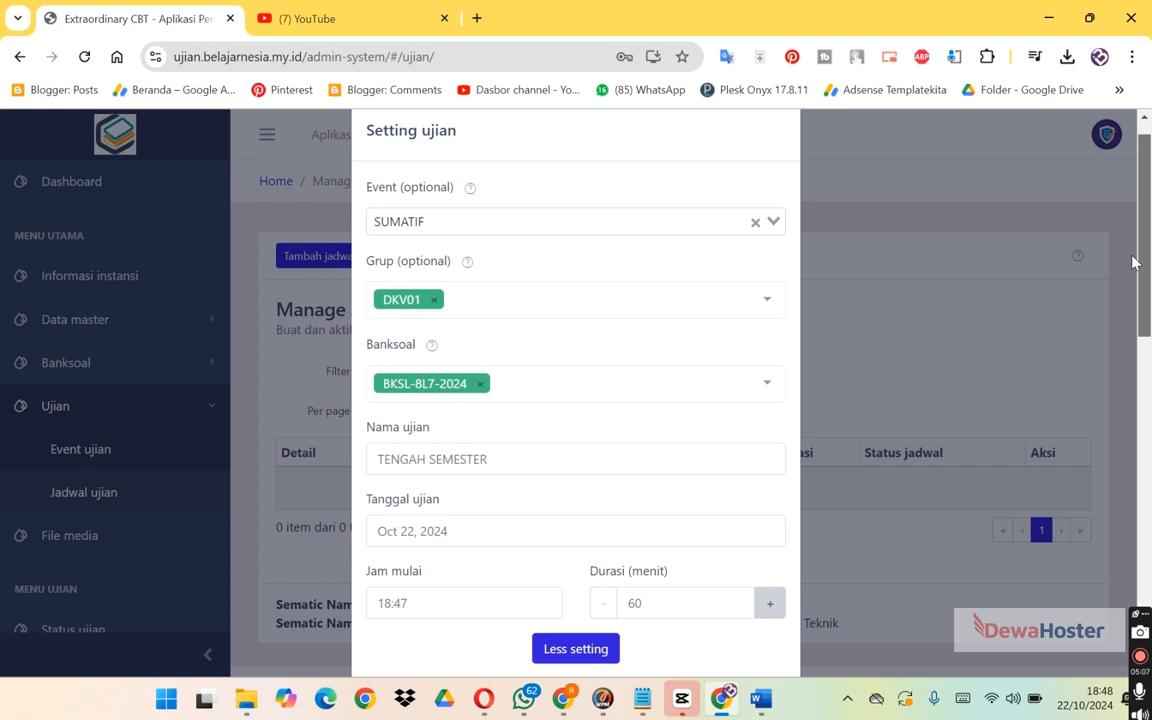 Extraordinary CBT - Aplikasi Per
(7) YouTube
ujian.belajarnesia.my.id/admin-system/#/ujian/
Blogger: Posts
Beranda – Google A...
Pinterest
Blogger: Comments
Dasbor channel - Yo...
(85) WhatsApp
Plesk Onyx 17.8.11
Adsense Templatekita
Folder - Google Drive
»
Aplikas
Home / Manag
Dashboard
MENU UTAMA
Informasi instansi
Data master
Banksoal
Ujian
Event ujian
Jadwal ujian
File media
MENU UJIAN
Status ujian
Tambah jadwa
Manage
Buat dan akti
Filter
Per page
Detail
asi
Status jadwal
Aksi
0 item dari 0 t
« ‹ 1 › »
Sematic Nam
Sematic Nam
Teknik
Setting ujian
Event (optional)
SUMATIF
Grup (optional)
DKV01 ×
Banksoal
BKSL-8L7-2024 ×
Nama ujian
TENGAH SEMESTER
Tanggal ujian
Oct 22, 2024
Jam mulai
Durasi (menit)
18:47
- 60 +
Less setting
DewaHoster
05:07
62
18:48
22/10/2024